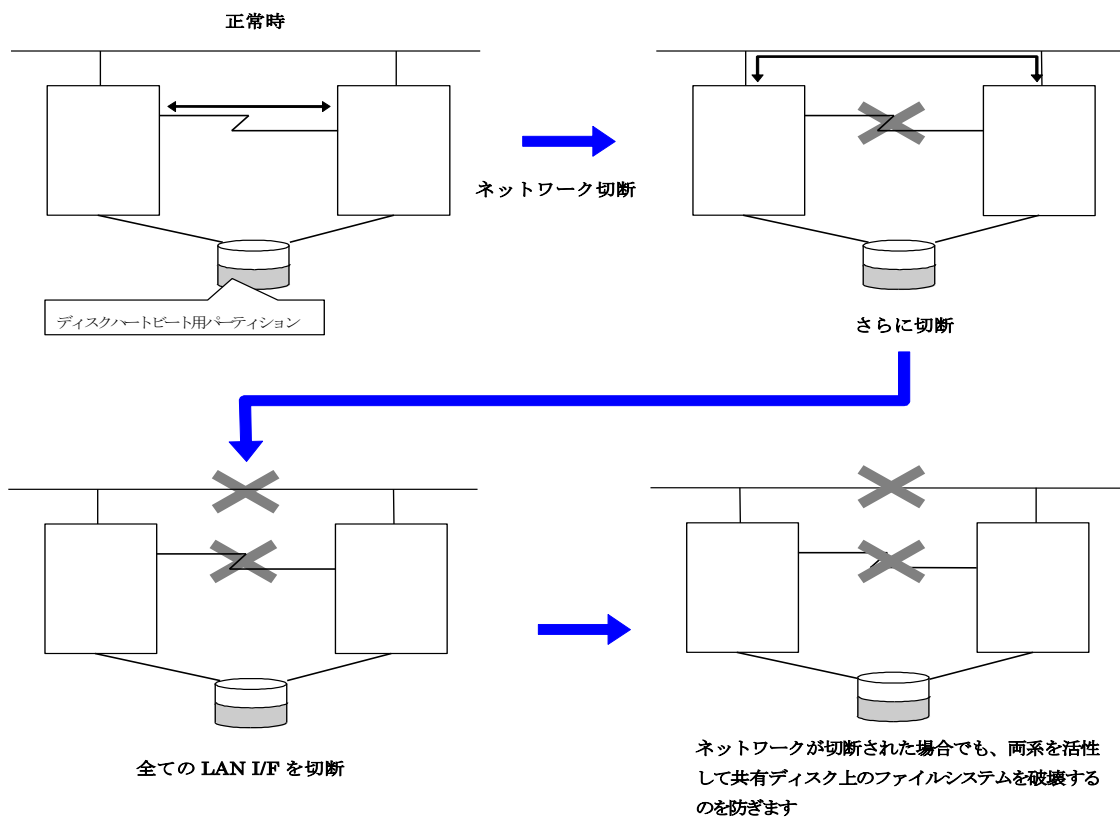 正常時
ネットワーク切断
ディスクハートビート用パーティション
さらに切断
全ての LAN I/F を切断
ネットワークが切断された場合でも、両系を活性
して共有ディスク上のファイルシステムを破壊する
のを防ぎます